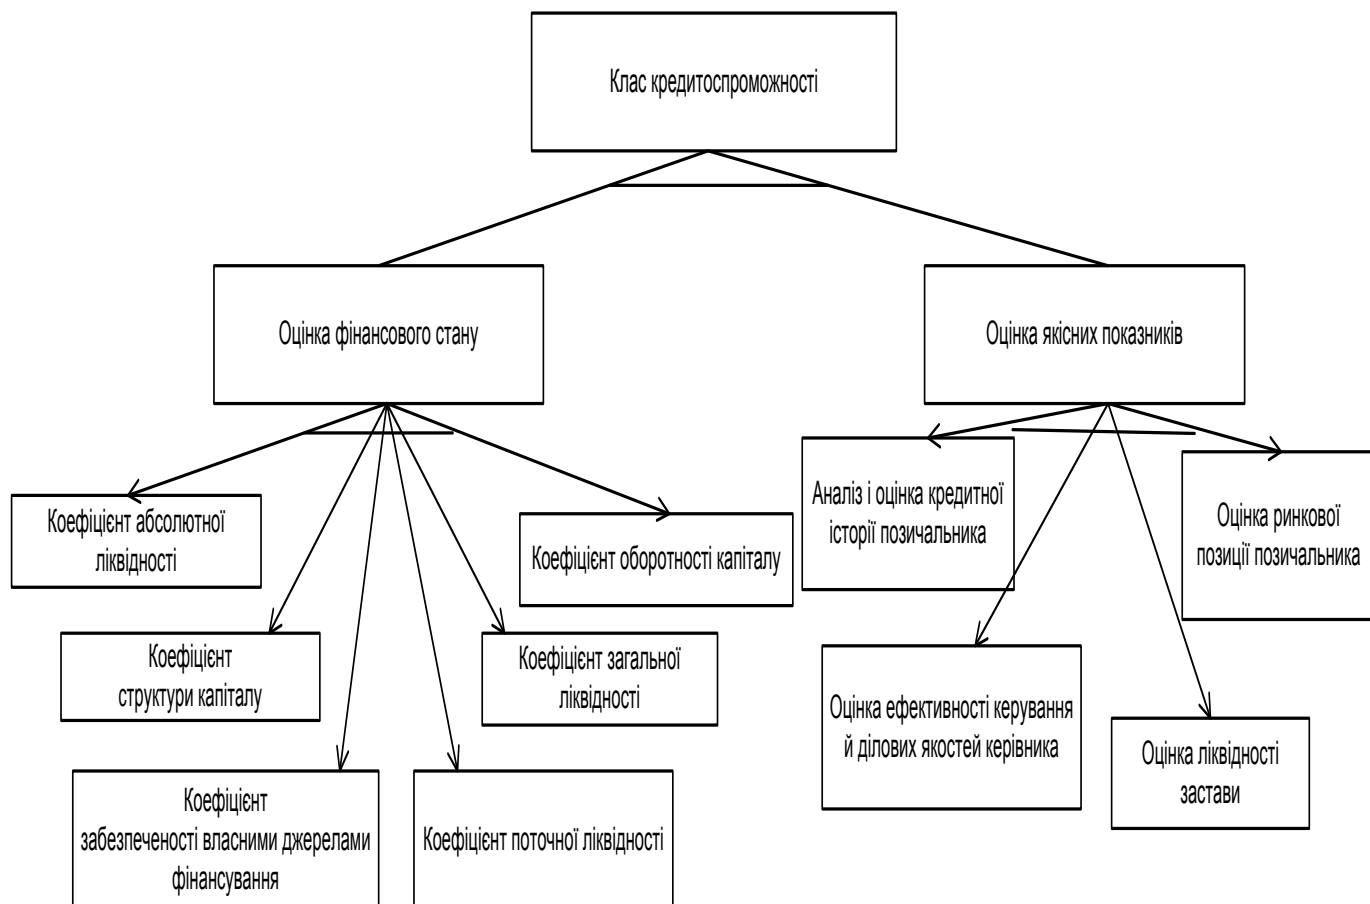 Клас кредитоспроможності
Оцінка фінансового стану
Оцінка якісних показників
Коефіцієнт абсолютної
ліквідності
Коефіцієнт оборотності капіталу
Аналіз і оцінка кредитної
історії позичальника
Оцінка ринкової
позиції позичальника
Коефіцієнт
структури капіталу
Коефіцієнт загальної
ліквідності
Оцінка ефективності керування
й ділових якостей керівника
Оцінка ліквідності
застави
Коефіцієнт
забезпеченості власними джерелами
фінансування
Коефіцієнт поточної ліквідності